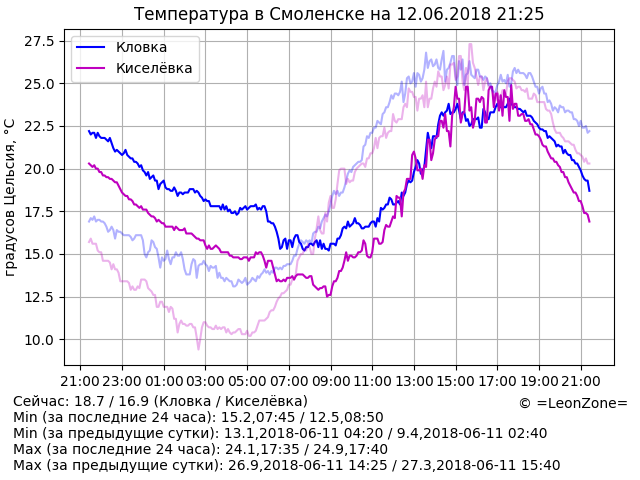 Температура в Смоленске на 12.06.2018 21:25
градусов Цельсия, °C
27.5
25.0
22.5
20.0
17.5
15.0
12.5
10.0
Кловка
Киселёвка
21:00 23:00 01:00 03:00 05:00 07:00 09:00 11:00 13:00 15:00 17:00 19:00 21:00
Сейчас: 18.7 / 16.9 (Кловка / Киселёвка)
© =LeonZone=
Min (за последние 24 часа): 15.2,07:45 / 12.5,08:50
Min (за предыдущие сутки): 13.1,2018-06-11 04:20 / 9.4,2018-06-11 02:40
Max (за последние 24 часа): 24.1,17:35 / 24.9,17:40
Max (за предыдущие сутки): 26.9,2018-06-11 14:25 / 27.3,2018-06-11 15:40